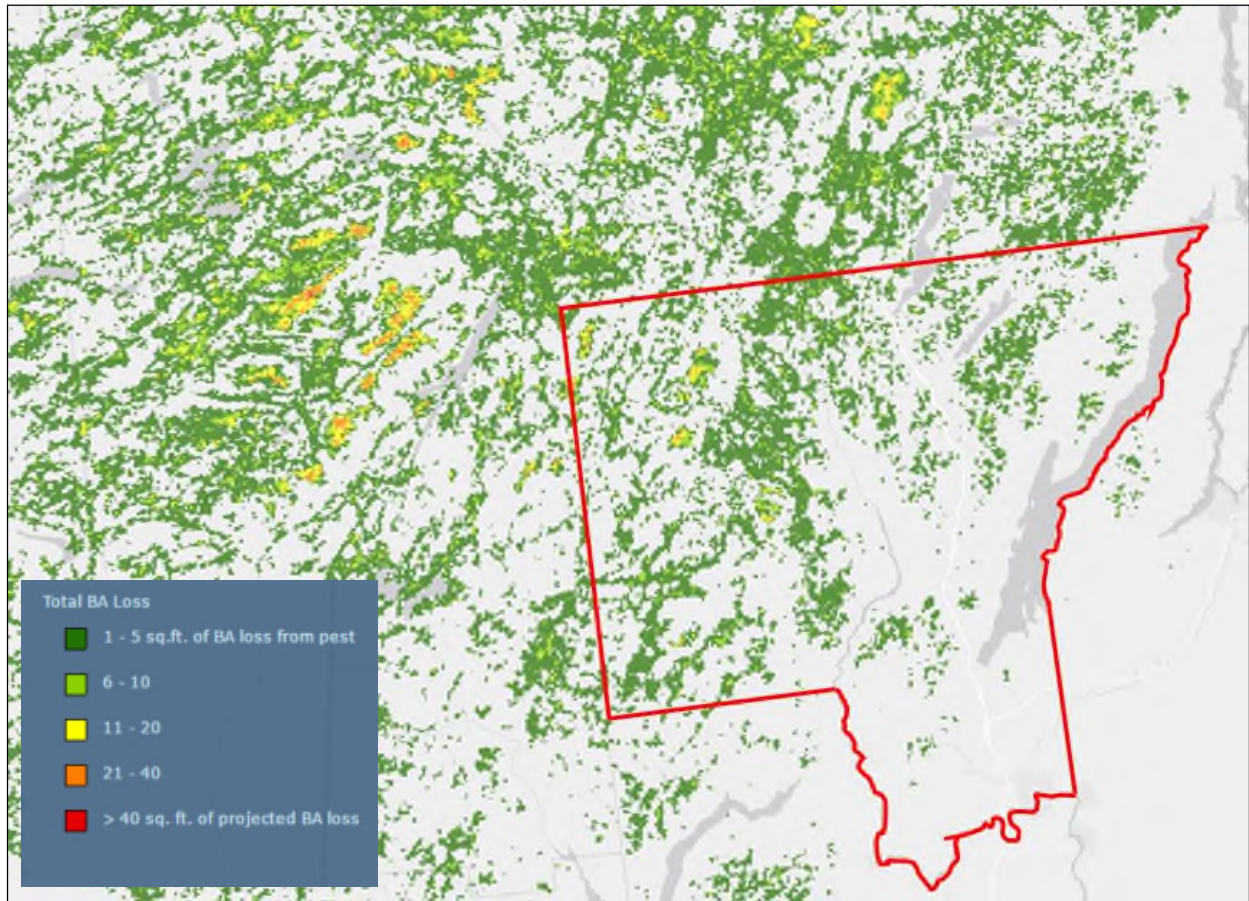 Total BA Loss
1 - 5 sq.ft. of BA loss from pest
6 - 10
11 - 20
21 - 40
> 40 sq. ft. of projected BA loss